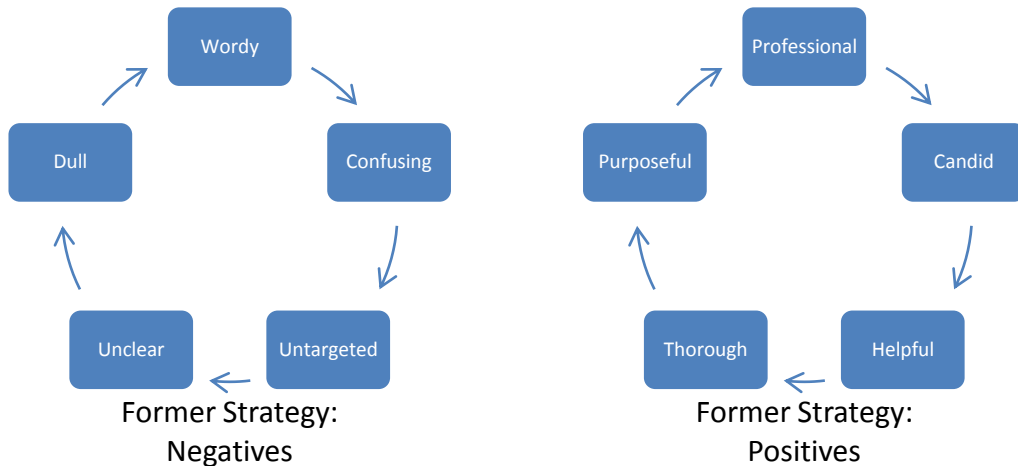 Wordy
Confusing
Untargeted
Unclear
Dull
Former Strategy:
Negatives
Professional
Candid
Helpful
Thorough
Purposeful
Former Strategy:
Positives